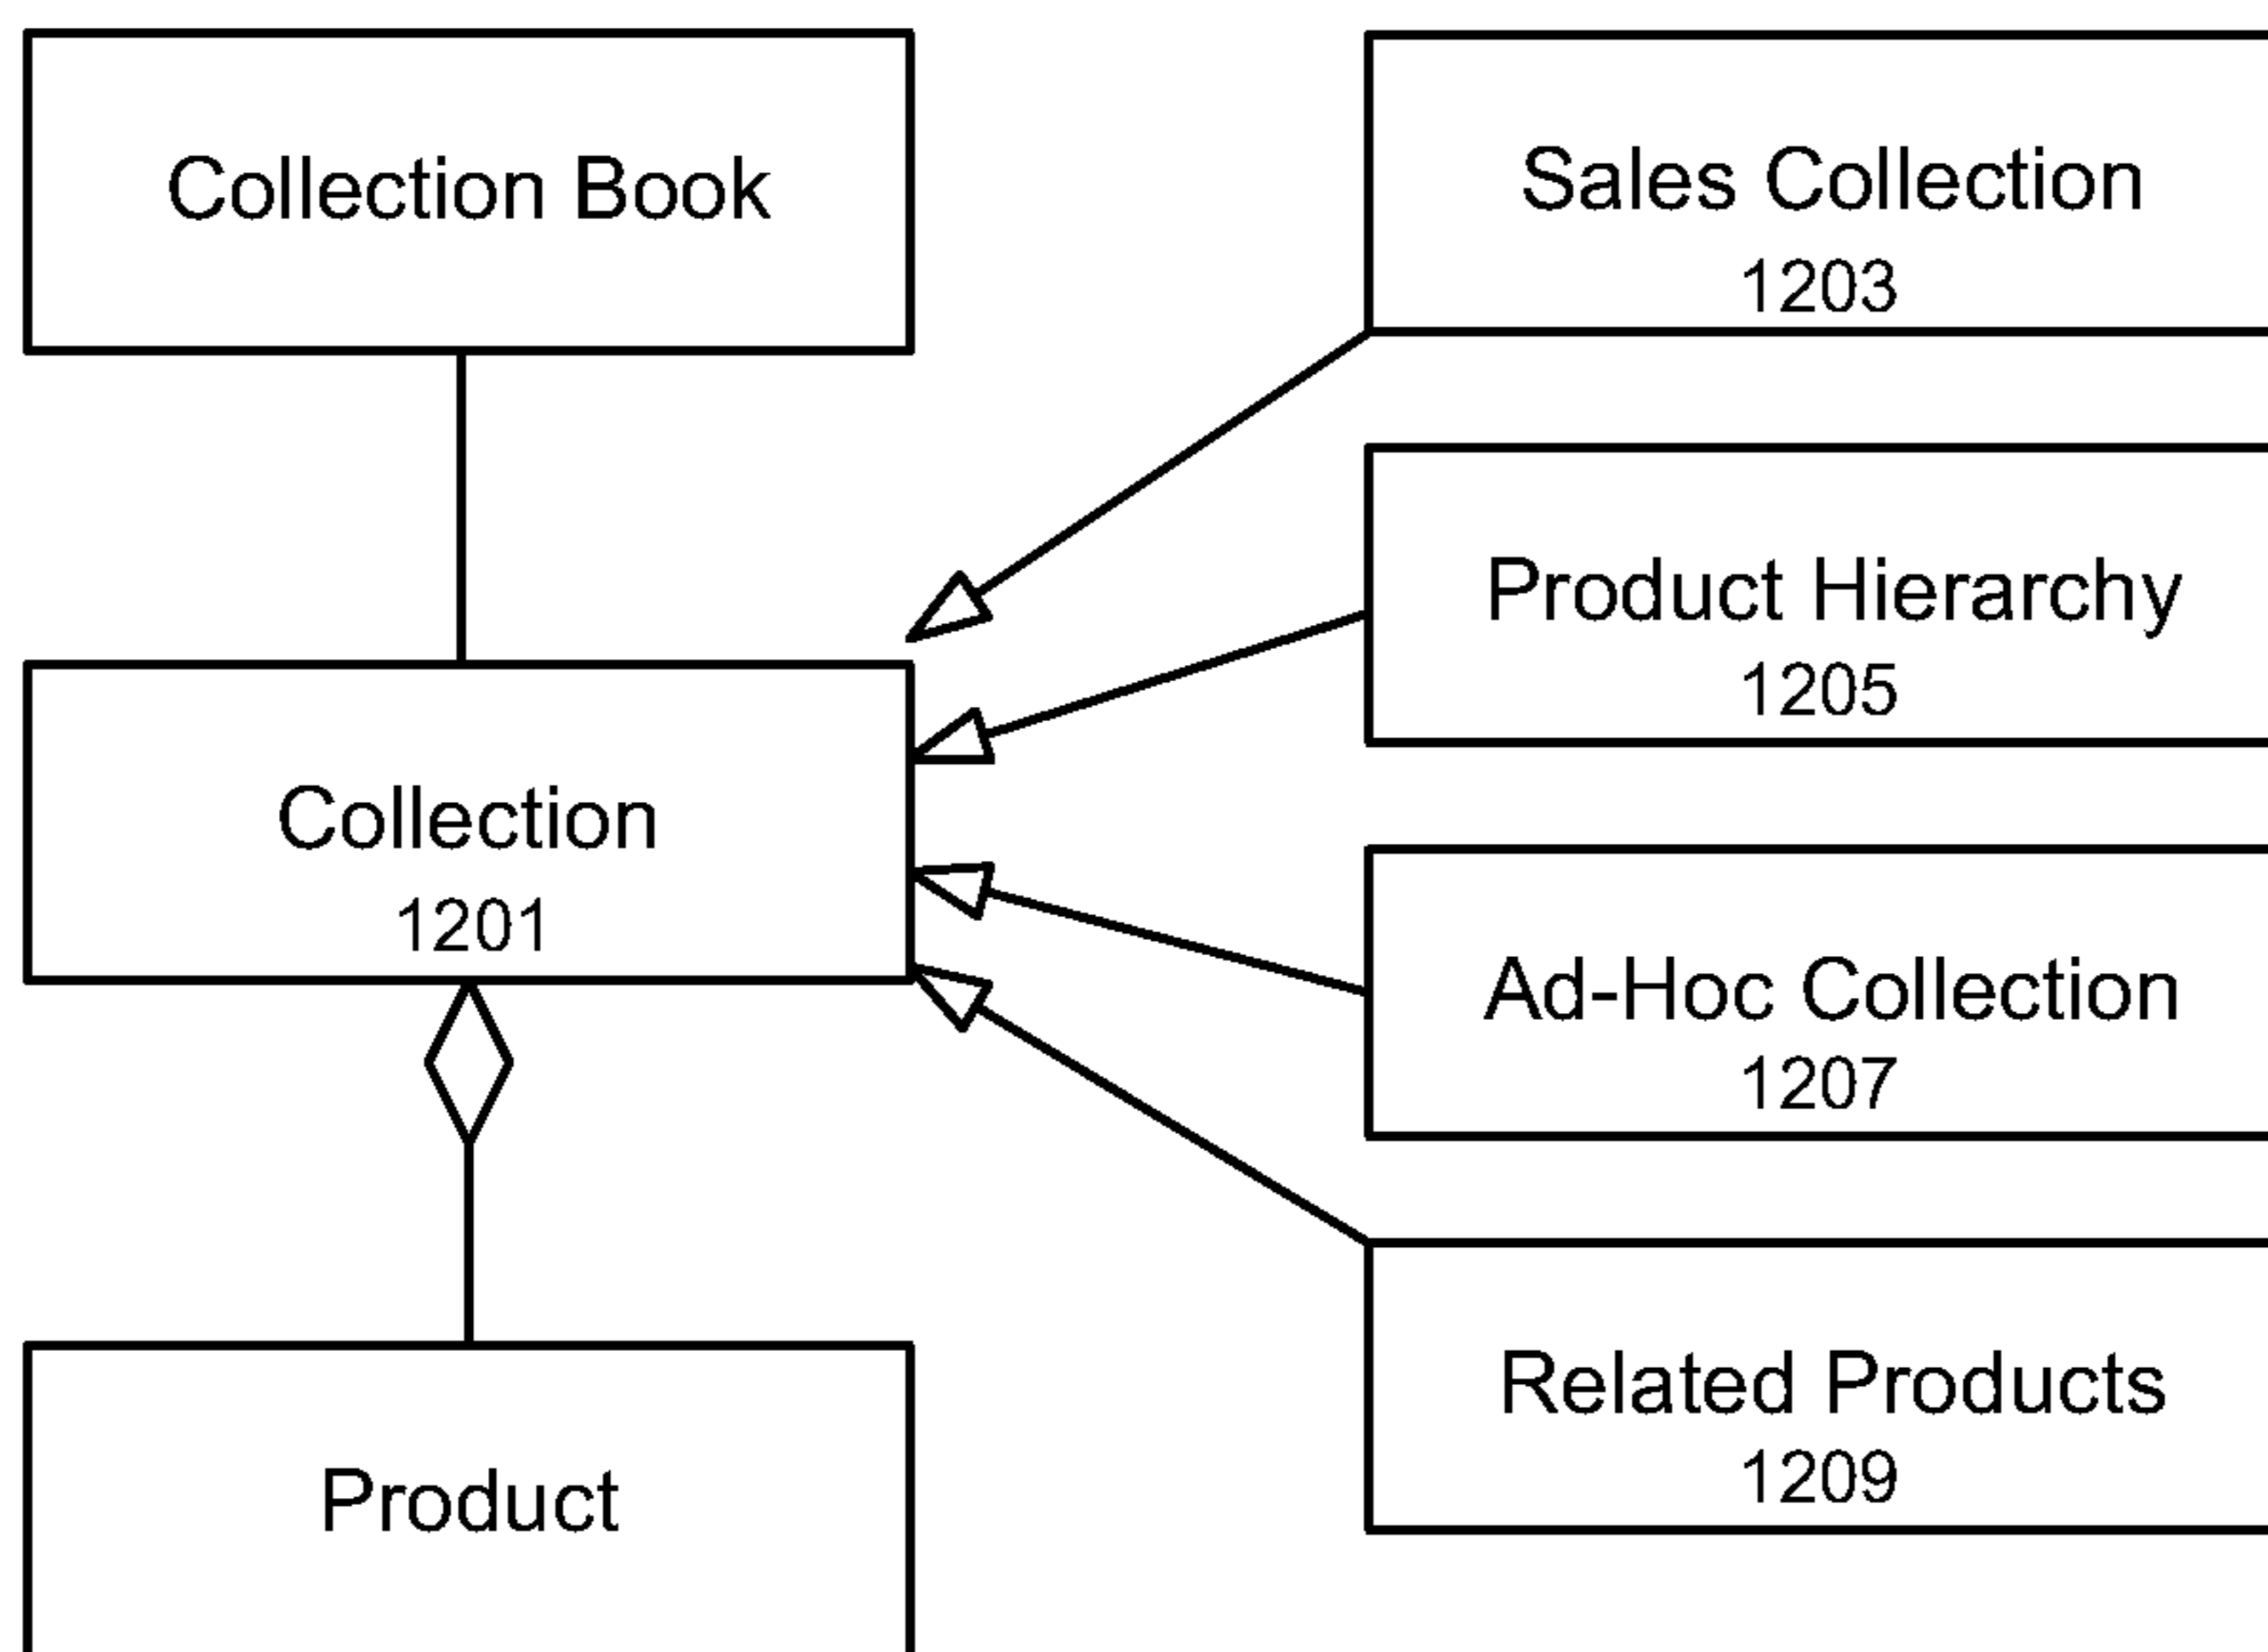 Collection Book
Sales Collection
1203
Product Hierarchy
1205
Collection
1201
Ad-Hoc Collection
1207
Related Products
1209
Product